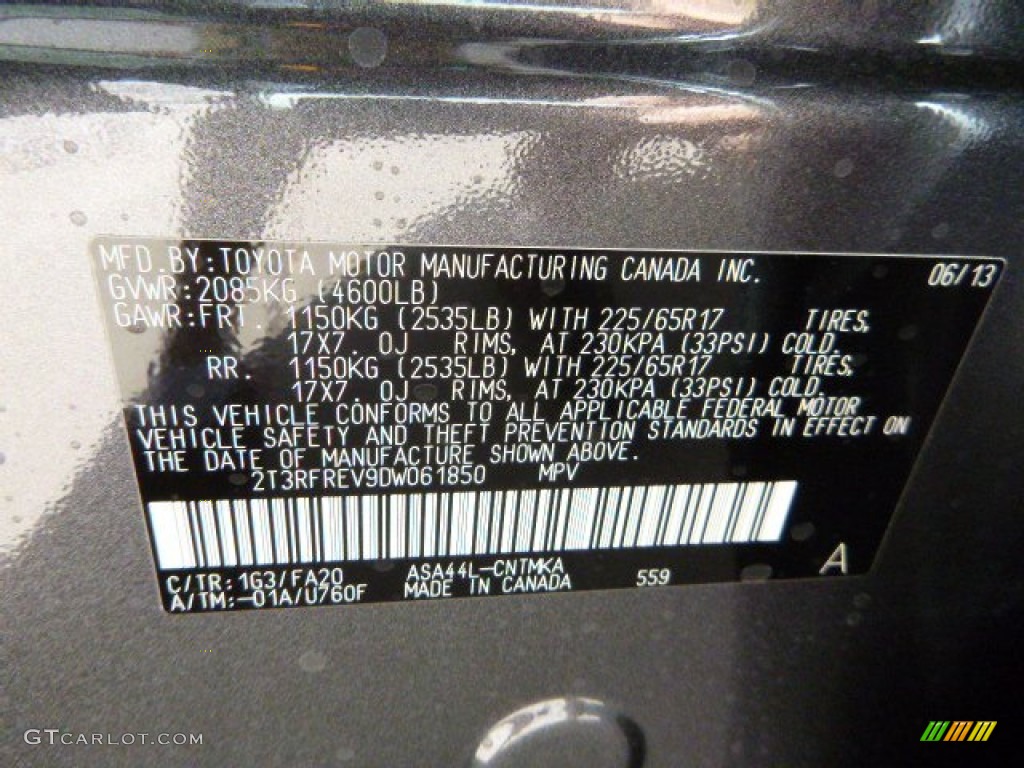 MFD.BY:TOYOTA MOTOR MANUFACTURING CANADA INC. 06/13
GVWR:2085KG (4600LB)
GAWR:FRT. 1150KG (2535LB) WITH 225/65R17 TIRES,
17X7. 0J RIMS, AT 230KPA (33PSI) COLD.
RR. 1150KG (2535LB) WITH 225/65R17 TIRES,
17X7. 0J RIMS, AT 230KPA (33PSI) COLD.
THIS VEHICLE CONFORMS TO ALL APPLICABLE FEDERAL MOTOR
VEHICLE SAFETY AND THEFT PREVENTION STANDARDS IN EFFECT ON
THE DATE OF MANUFACTURE SHOWN ABOVE.
2T3RFREV9DW061850 MPV
A
C/TR:1G3/FA20 ASA44L-CNTMKA 559
A/TM:-01A/U760F MADE IN CANADA
GTCARLOT.COM